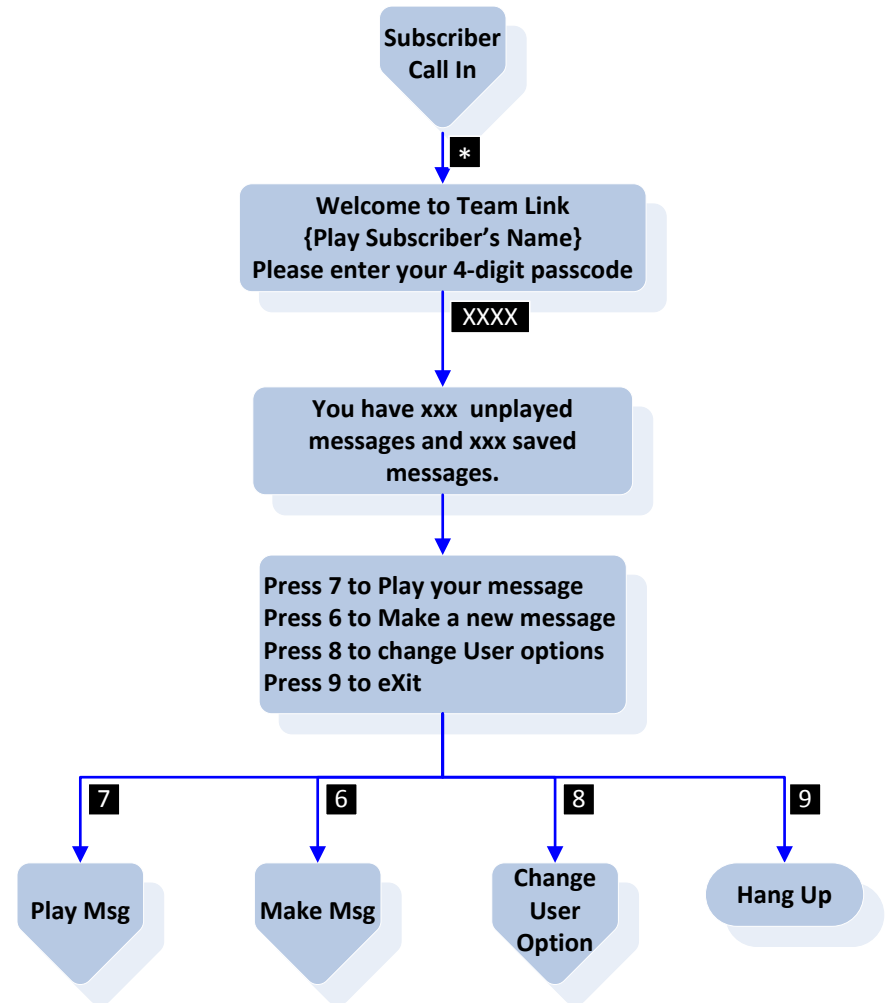 Subscriber
Call In
*
Welcome to Team Link
{Play Subscriber’s Name}
Please enter your 4-digit passcode
XXXX
You have xxx  unplayed
messages and xxx saved
messages.
Press 7 to Play your message
Press 6 to Make a new message
Press 8 to change User options
Press 9 to eXit
7
6
8
9
Play Msg
Make Msg
Change
User
Option
Hang Up